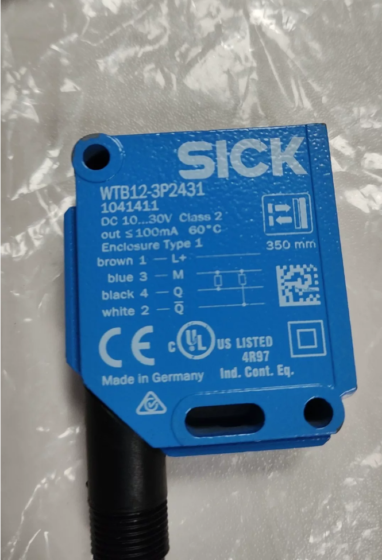 SICK
WTB12-3P2431
1041411
DC 10...30V Class 2
out ≤100mA 60°C
Enclosure Type 1
350 mm
brown 1 – L+
blue 3 – M
black 4 – Q
white 2 – Q̅
CE
C UL US LISTED
4R97
Ind. Cont. Eq.
Made in Germany